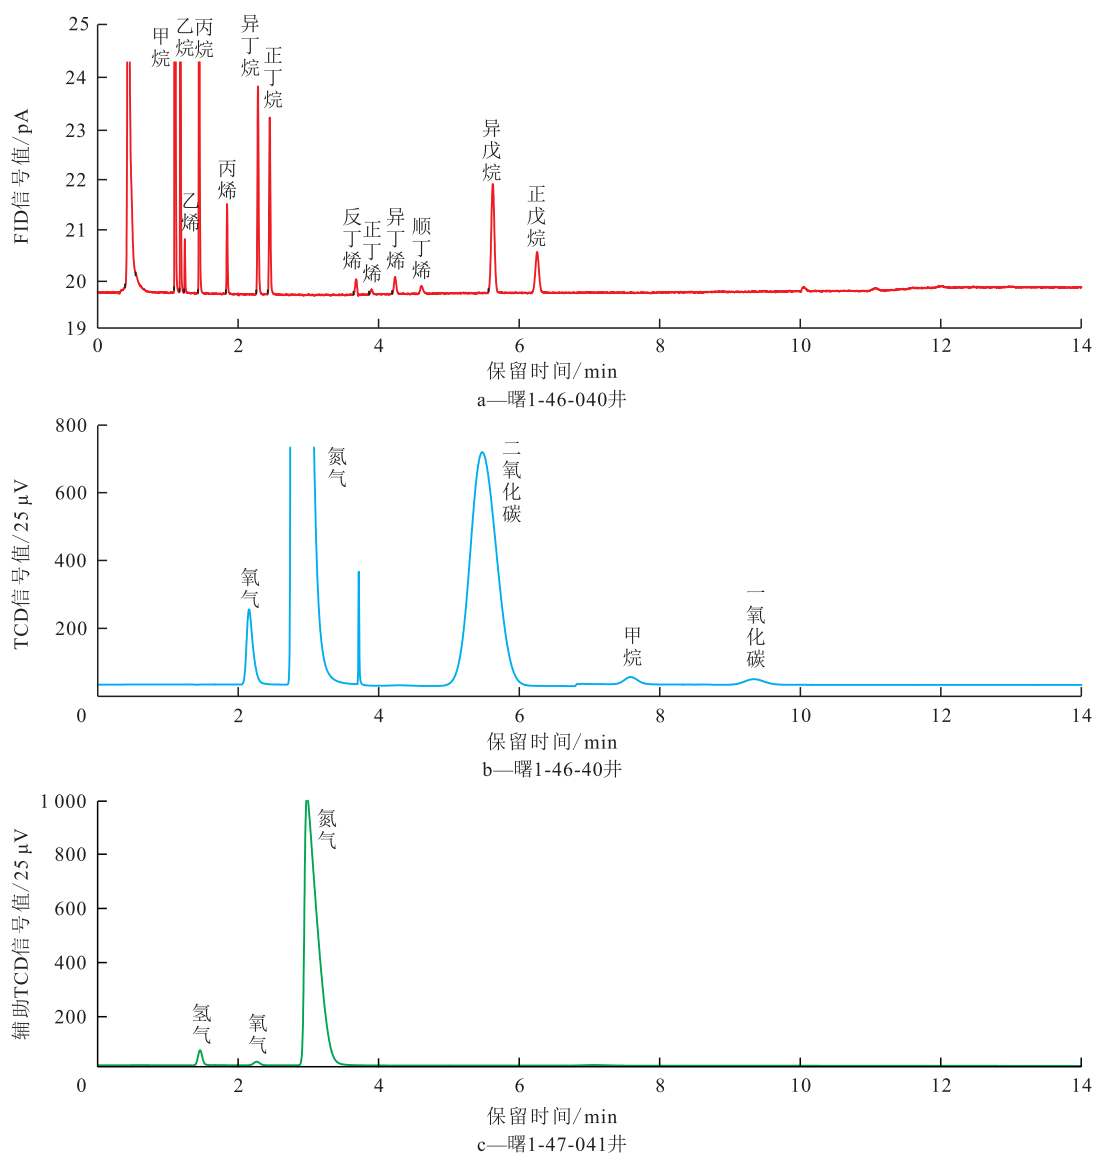 FID信号值/pA
25
24
23
22
21
20
19
甲烷
乙烷
丙烷
乙烯
丙烯
异丁烷
正丁烷
反丁烯
正丁烯
异丁烯
顺丁烯
异戊烷
正戊烷
0 2 4 6 8 10 12 14
保留时间/min
a—曙1-46-040井
TCD信号值/25 μV
800
600
400
200
氧气
氮气
二氧化碳
甲烷
一氧化碳
0 2 4 6 8 10 12 14
保留时间/min
b—曙1-46-40井
辅助TCD信号值/25 μV
1 000
800
600
400
200
氢气
氧气
氮气
0 2 4 6 8 10 12 14
保留时间/min
c—曙1-47-041井